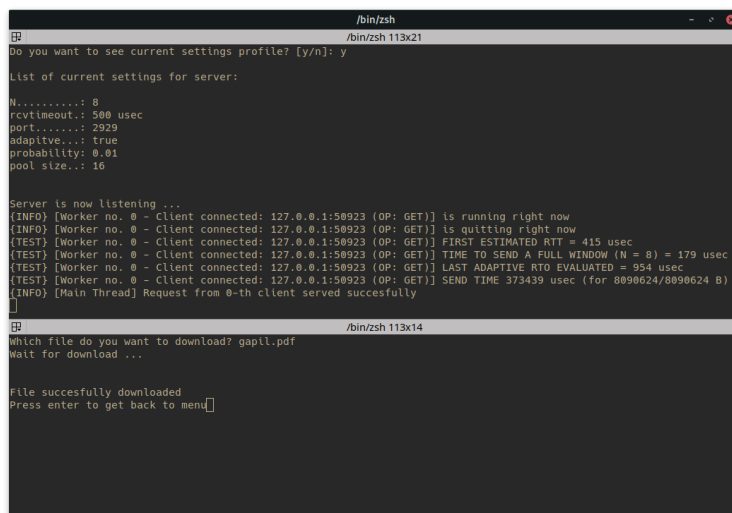 /bin/zsh
/bin/zsh 113x21
Do you want to see current settings profile? [y/n]: y
List of current settings for server:
N..........: 8
rcvtimeout.: 500 usec
port.......: 2929
adapitve...: true
probability: 0.01
pool size..: 16
Server is now listening ...
{INFO} [Worker no. 0 - Client connected: 127.0.0.1:50923 (OP: GET)] is running right now
{INFO} [Worker no. 0 - Client connected: 127.0.0.1:50923 (OP: GET)] is quitting right now
{TEST} [Worker no. 0 - Client connected: 127.0.0.1:50923 (OP: GET)] FIRST ESTIMATED RTT = 415 usec
{TEST} [Worker no. 0 - Client connected: 127.0.0.1:50923 (OP: GET)] TIME TO SEND A FULL WINDOW (N = 8) = 179 usec
{TEST} [Worker no. 0 - Client connected: 127.0.0.1:50923 (OP: GET)] LAST ADAPTIVE RTO EVALUATED = 954 usec
{TEST} [Worker no. 0 - Client connected: 127.0.0.1:50923 (OP: GET)] SEND TIME 373439 usec (for 8090624/8090624 B)
{INFO} [Main Thread] Request from 0-th client served succesfully
/bin/zsh 113x14
Which file do you want to download? gapil.pdf
Wait for download ...
File succesfully downloaded
Press enter to get back to menu